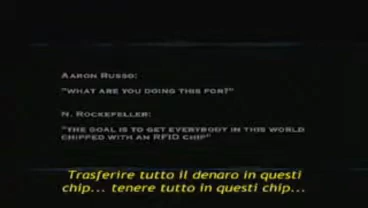 AARON RUSSO:
"WHAT ARE YOU DOING THIS FOR?"
N. ROCKEFELLER:
"THE GOAL IS TO GET EVERYBODY IN THIS WORLD
CHIPPED WITH AN RFID CHIP"
Trasferire tutto il denaro in questi
chip... tenere tutto in questi chip...